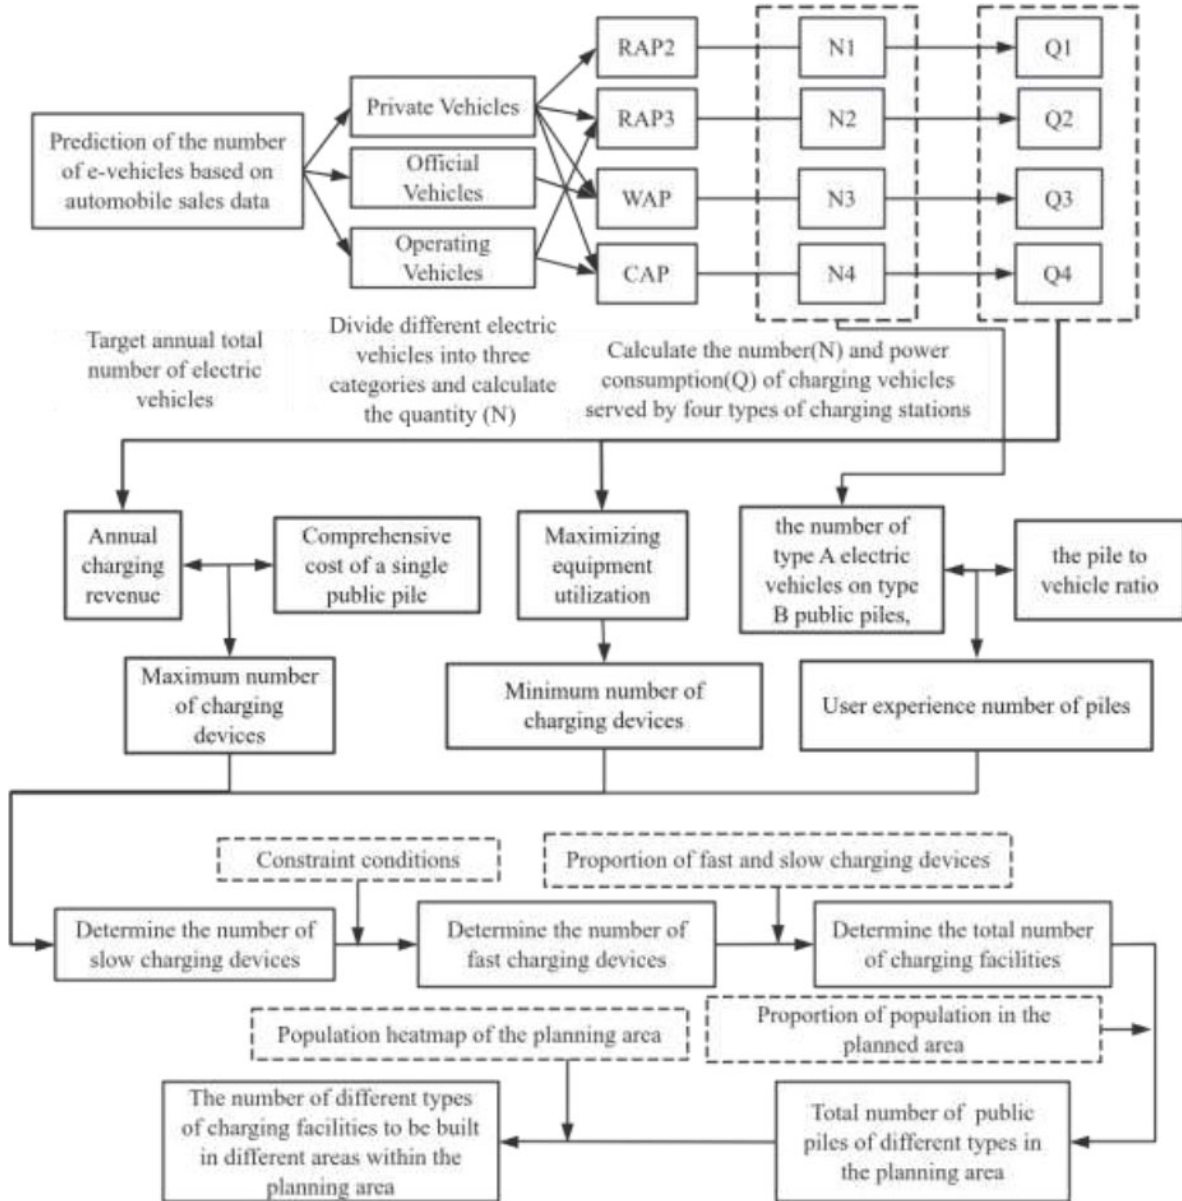 RAP2
N1
Q1
Private Vehicles
RAP3
N2
Q2
Prediction of the number
of e-vehicles based on
automobile sales data
Official
Vehicles
WAP
N3
Q3
Operating
Vehicles
CAP
N4
Q4
Target annual total
number of electric
vehicles
Divide different electric
vehicles into three
categories and calculate
the quantity (N)
Calculate the number(N) and power
consumption(Q) of charging vehicles
served by four types of charging stations
Annual
charging
revenue
Comprehensive
cost of a single
public pile
Maximizing
equipment
utilization
the number of
type A electric
vehicles on type
B public piles,
the pile to
vehicle ratio
Maximum number
of charging
devices
Minimum number of
charging devices
User experience number of piles
Constraint conditions
Proportion of fast and slow charging devices
Determine the number of
slow charging devices
Determine the number of
fast charging devices
Determine the total number
of charging facilities
Population heatmap of the planning area
Proportion of population in the
planned area
The number of different types
of charging facilities to be built
in different areas within the
planning area
Total number of public
piles of different types in
the planning area